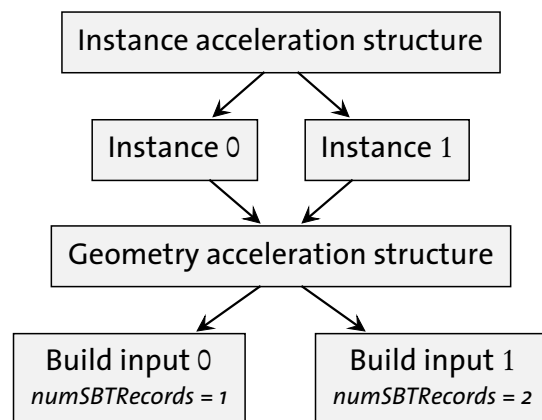 Instance acceleration structure
Instance 0
Instance 1
Geometry acceleration structure
Build input 0
numSBTRecords = 1
Build input 1
numSBTRecords = 2